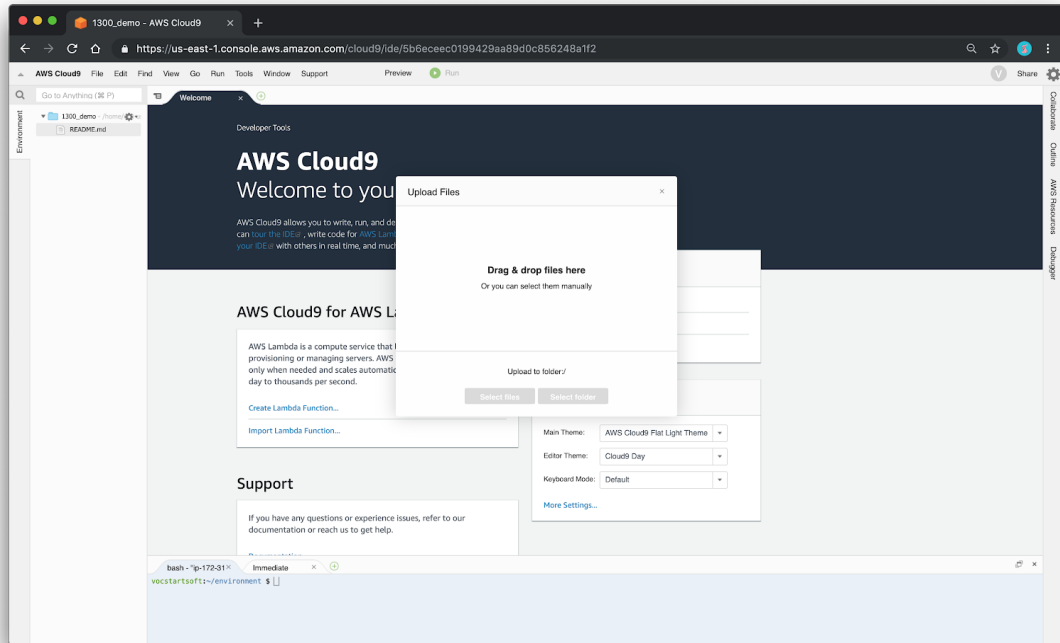 1300_demo - AWS Cloud9
https://us-east-1.console.aws.amazon.com/cloud9/ide/5b6eceec0199429aa89d0c856248a1f2
AWS Cloud9 File Edit Find View Go Run Tools Window Support Preview Run V Share
Go to Anything (⌘ P)
Welcome
Environment
1300_demo - /home/
README.md
Collaborate
Outline
AWS Resources
Debugger
Developer Tools
AWS Cloud9
Welcome to you
AWS Cloud9 allows you to write, run, and de
can tour the IDE , write code for AWS Lam
your IDE with others in real time, and muc
Upload Files
Drag & drop files here
Or you can select them manually
Upload to folder:/
Select files Select folder
AWS Cloud9 for AWS L
AWS Lambda is a compute service that
provisioning or managing servers. AWS
only when needed and scales automatic
day to thousands per second.
Create Lambda Function...
Import Lambda Function...
Main Theme: AWS Cloud9 Flat Light Theme
Editor Theme: Cloud9 Day
Keyboard Mode: Default
More Settings...
Support
If you have any questions or experience issues, refer to our
documentation or reach us to get help.
bash - "ip-172-31
Immediate
vocstartsoft:~/environment $